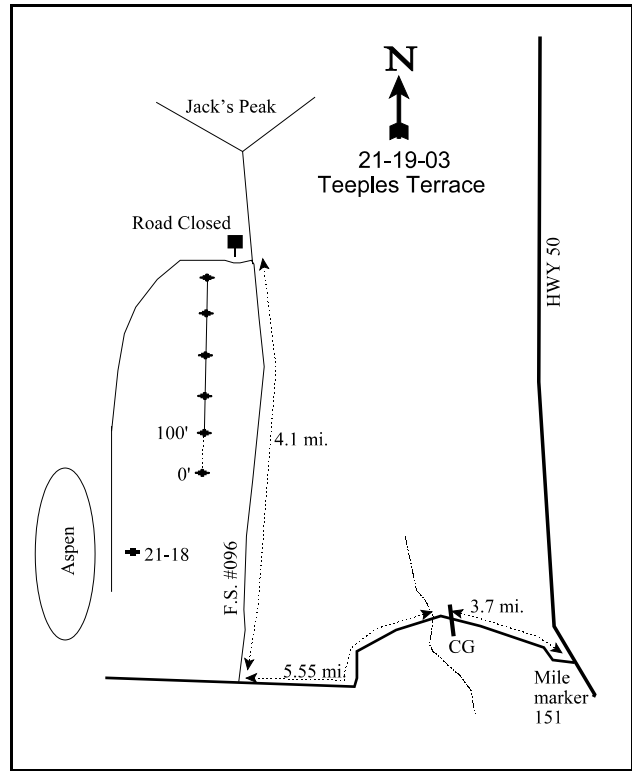 N
Jack's Peak
21-19-03
Teeples Terrace
Road Closed
HWY 50
100'
4.1 mi.
0'
Aspen
21-18
F.S. #096
3.7 mi.
CG
5.55 mi.
Mile
marker
151